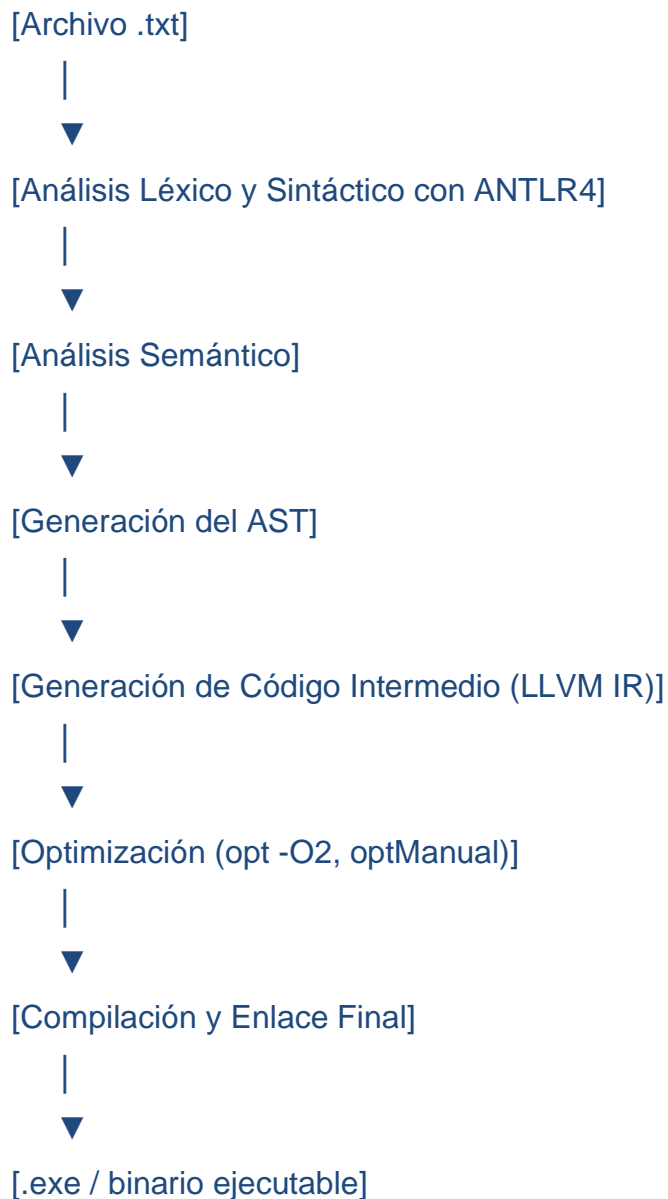 [Archivo .txt]
│
▼
[Análisis Léxico y Sintáctico con ANTLR4]
│
▼
[Análisis Semántico]
│
▼
[Generación del AST]
│
▼
[Generación de Código Intermedio (LLVM IR)]
│
▼
[Optimización (opt -O2, optManual)]
│
▼
[Compilación y Enlace Final]
│
▼
[.exe / binario ejecutable]